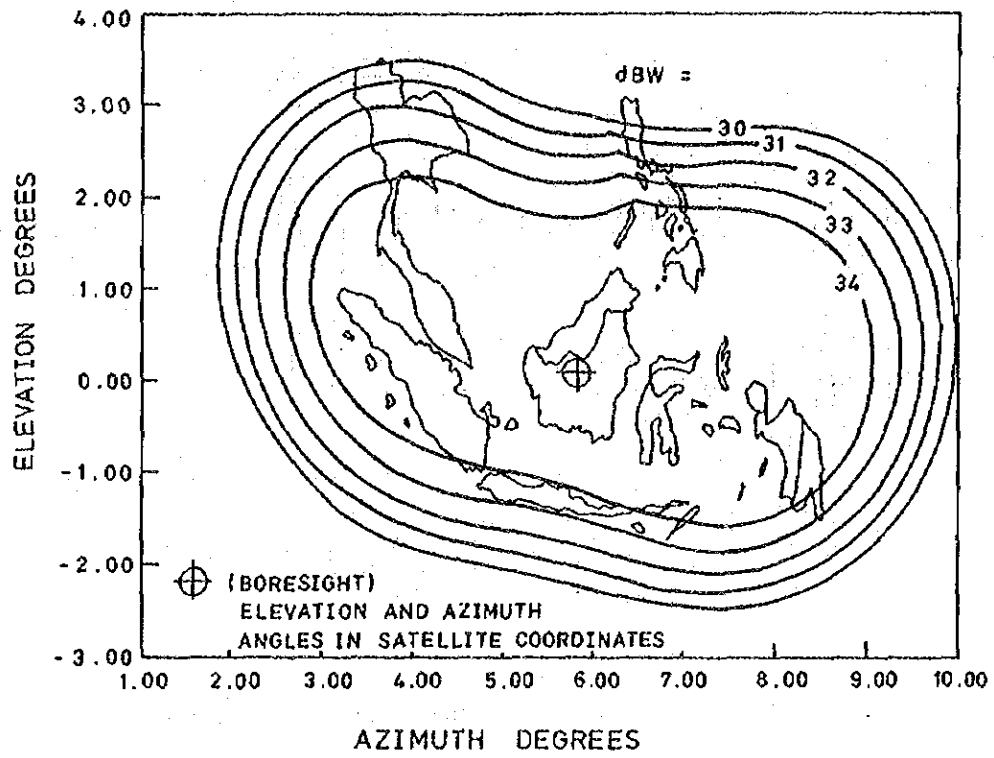 4.00
dBW =
3.00
30
31
32
2.00
33
34
1.00
0.00
-1.00
-2.00
(BORESIGHT)
ELEVATION AND AZIMUTH
ANGLES IN SATELLITE COORDINATES
-3.00
1.00 2.00 3.00 4.00 5.00 6.00 7.00 8.00 9.00 10.00
AZIMUTH DEGREES
ELEVATION DEGREES